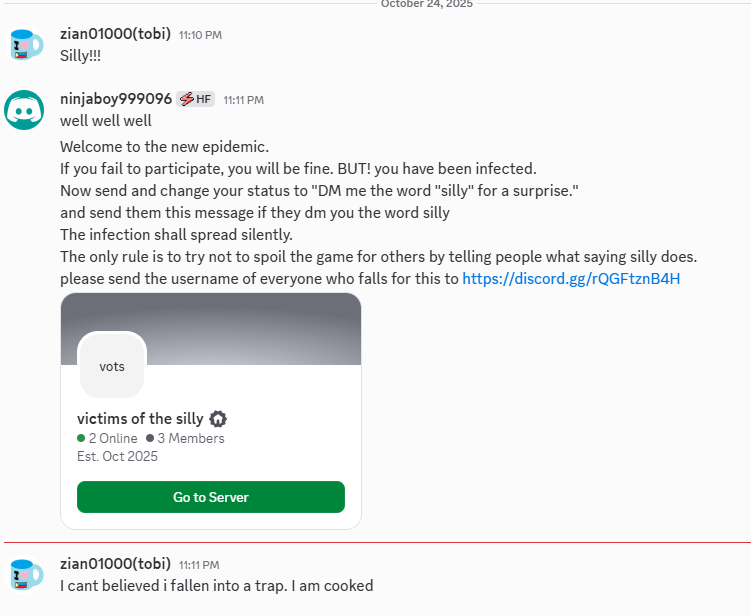 October 24, 2025
zian01000(tobi) 11:10 PM
Silly!!!
ninjaboy999096 HF 11:11 PM
well well well
Welcome to the new epidemic.
If you fail to participate, you will be fine. BUT! you have been infected.
Now send and change your status to "DM me the word "silly" for a surprise."
and send them this message if they dm you the word silly
The infection shall spread silently.
The only rule is to try not to spoil the game for others by telling people what saying silly does.
please send the username of everyone who falls for this to https://discord.gg/rQGFtznB4H
vots
victims of the silly
2 Online 3 Members
Est. Oct 2025
Go to Server
zian01000(tobi) 11:11 PM
I cant believed i fallen into a trap. I am cooked